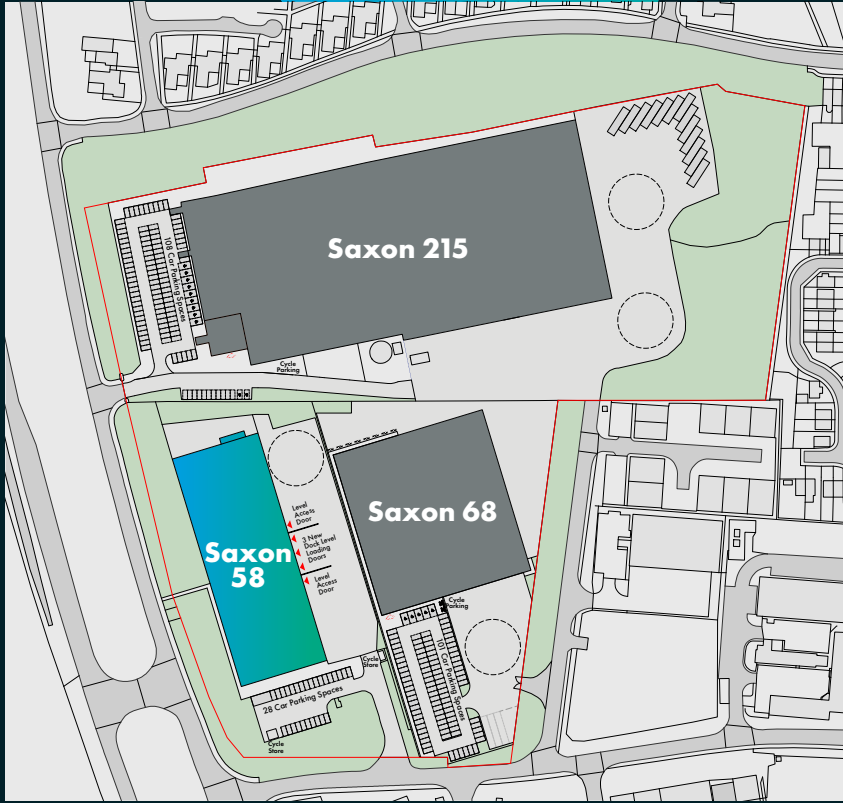 Saxon 215
108 Car Parking Spaces
Cycle
Parking
Level
Access
Door
3 New
Dock Level
Loading
Doors
Level
Access
Door
Saxon
58
Saxon 68
Cycle
Parking
Cycle
Store
101 Car Parking Spaces
28 Car Parking Spaces
Cycle
Store